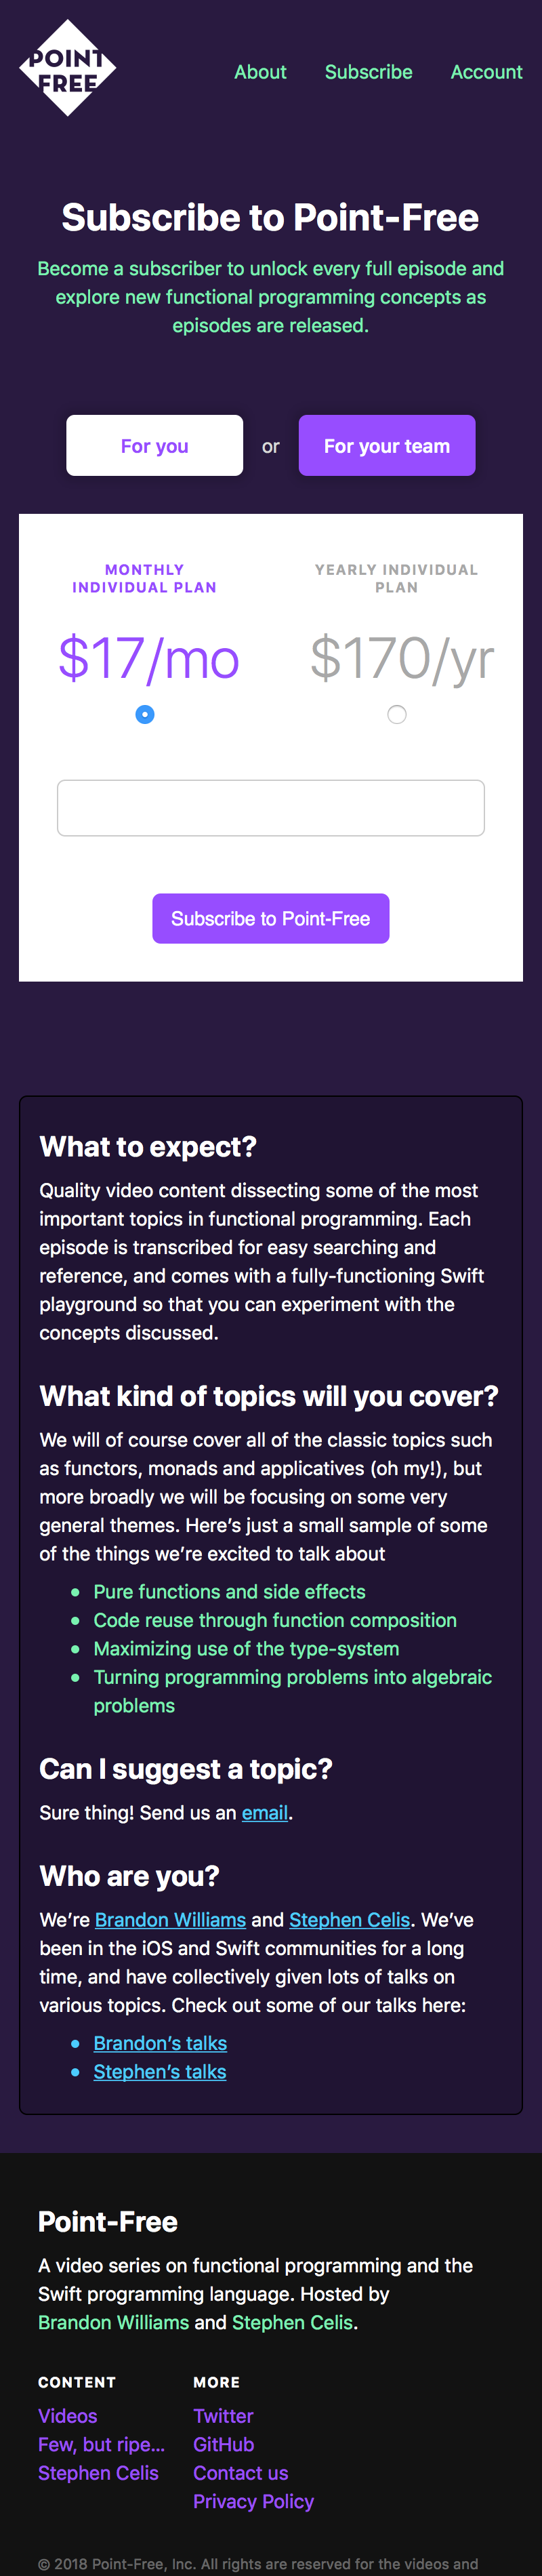 POINT
FREE
About
Subscribe
Account
Subscribe to Point-Free
Become a subscriber to unlock every full episode and
explore new functional programming concepts as
episodes are released.
For you
or
For your team
MONTHLY
INDIVIDUAL PLAN
$17/mo
YEARLY INDIVIDUAL
PLAN
$170/yr
Subscribe to Point-Free
What to expect?
Quality video content dissecting some of the most
important topics in functional programming. Each
episode is transcribed for easy searching and
reference, and comes with a fully-functioning Swift
playground so that you can experiment with the
concepts discussed.
What kind of topics will you cover?
We will of course cover all of the classic topics such
as functors, monads and applicatives (oh my!), but
more broadly we will be focusing on some very
general themes. Here’s just a small sample of some
of the things we’re excited to talk about
• Pure functions and side effects
• Code reuse through function composition
• Maximizing use of the type-system
• Turning programming problems into algebraic
problems
Can I suggest a topic?
Sure thing! Send us an email.
Who are you?
We’re Brandon Williams and Stephen Celis. We’ve
been in the iOS and Swift communities for a long
time, and have collectively given lots of talks on
various topics. Check out some of our talks here:
• Brandon’s talks
• Stephen’s talks
Point-Free
A video series on functional programming and the
Swift programming language. Hosted by
Brandon Williams and Stephen Celis.
CONTENT
Videos
Few, but ripe...
Stephen Celis
MORE
Twitter
GitHub
Contact us
Privacy Policy
© 2018 Point-Free, Inc. All rights are reserved for the videos and